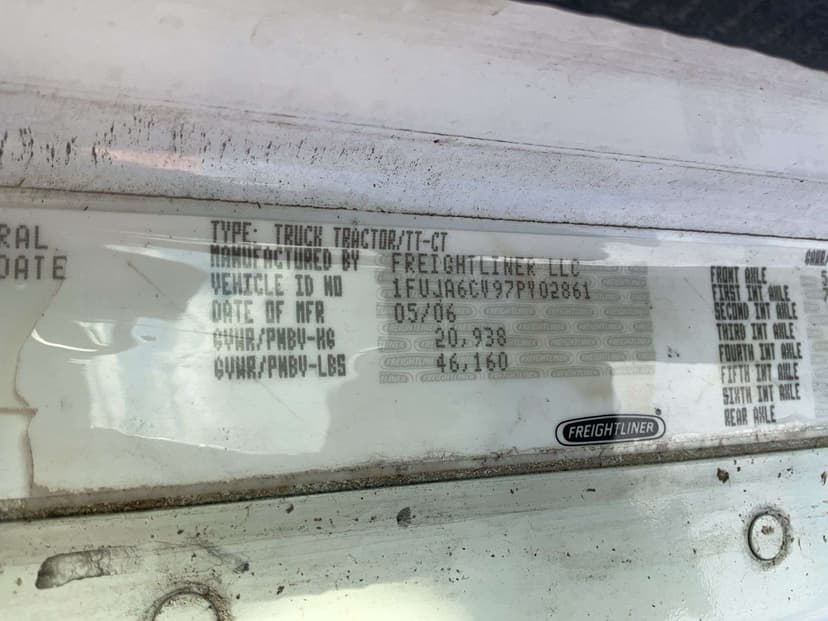 RAL
DATE
TYPE: TRUCK TRACTOR/TT-CT
MANUFACTURED BY FREIGHTLINER LLC
VEHICLE ID NO 1FUJA6CV97PY02861
DATE OF MFR 05/06
GVWR/PNBV-KG 20,938
GVWR/PNBV-LBS 46,160
FREIGHTLINER
FRONT AXLE
FIRST INT AXLE
SECOND INT AXLE
THIRD INT AXLE
FOURTH INT AXLE
FIFTH INT AXLE
SIXTH INT AXLE
REAR AXLE